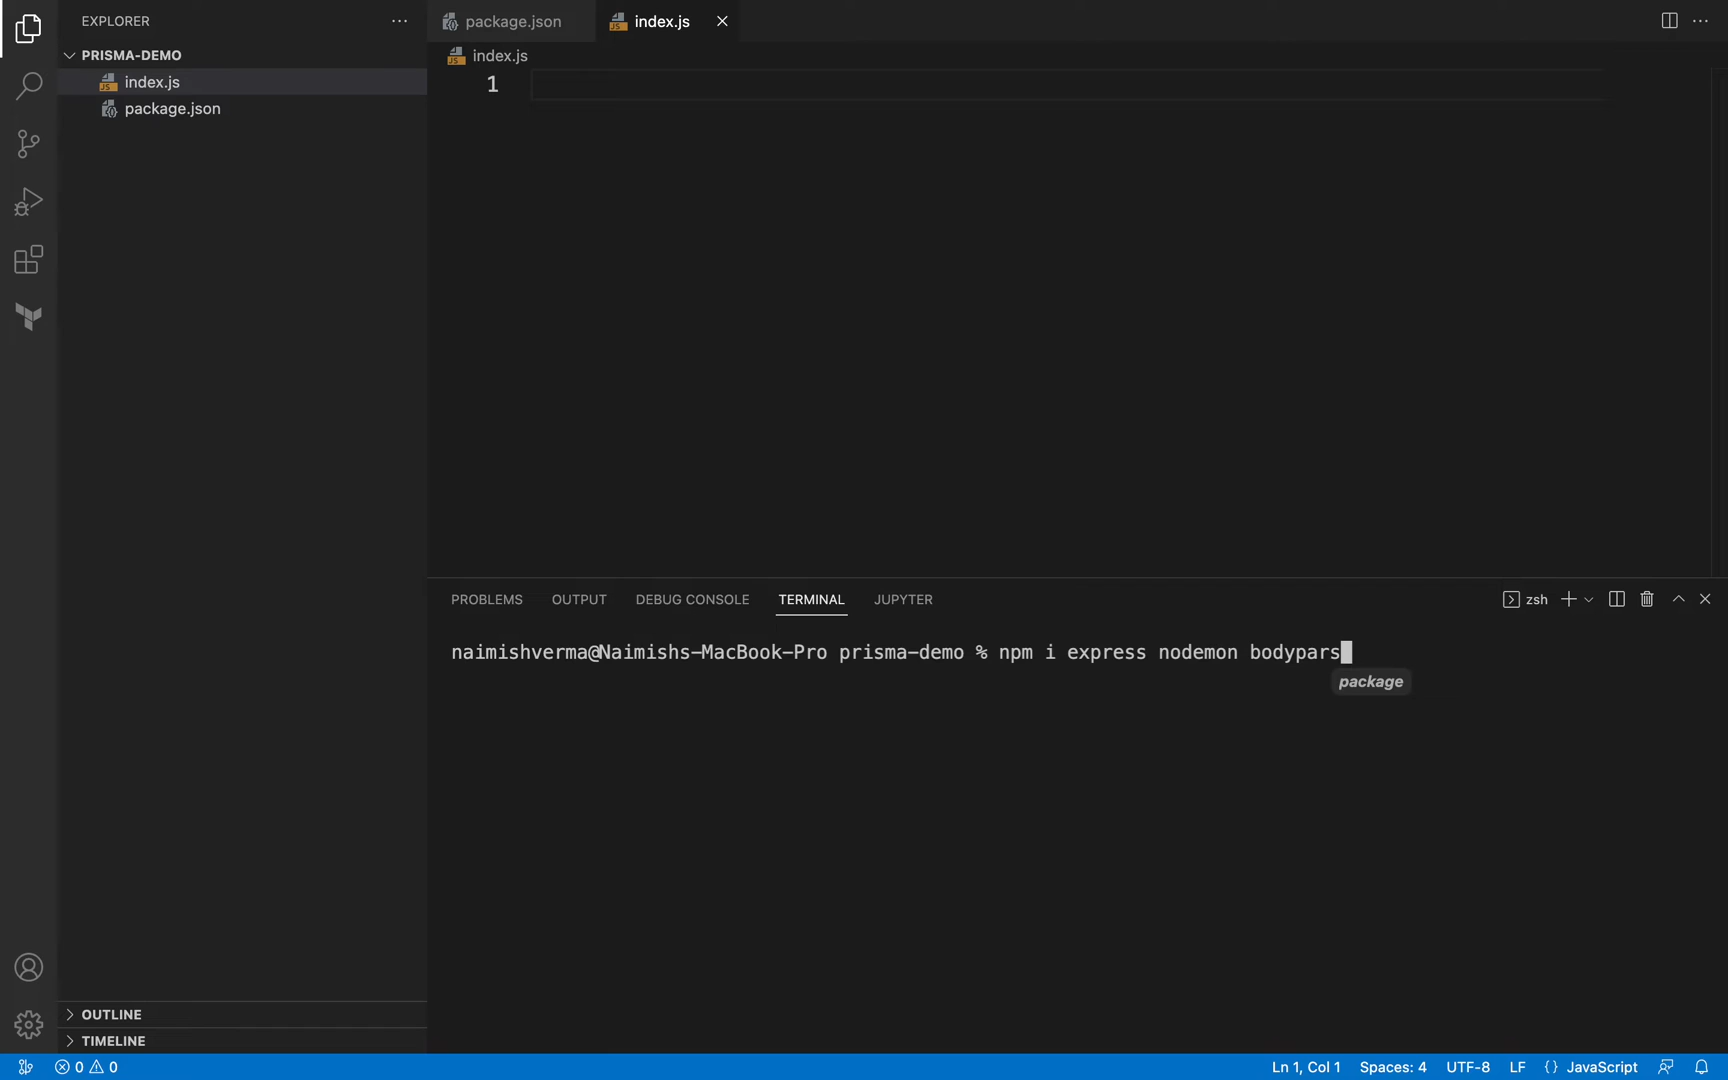 EXPLORER
package.json
index.js
PRISMA-DEMO
index.js
package.json
index.js
1
PROBLEMS
OUTPUT
DEBUG CONSOLE
TERMINAL
JUPYTER
zsh
naimishverma@Naimishs-MacBook-Pro prisma-demo % npm i express nodemon bodypars
package
OUTLINE
TIMELINE
0
0
Ln 1, Col 1
Spaces: 4
UTF-8
LF
JavaScript